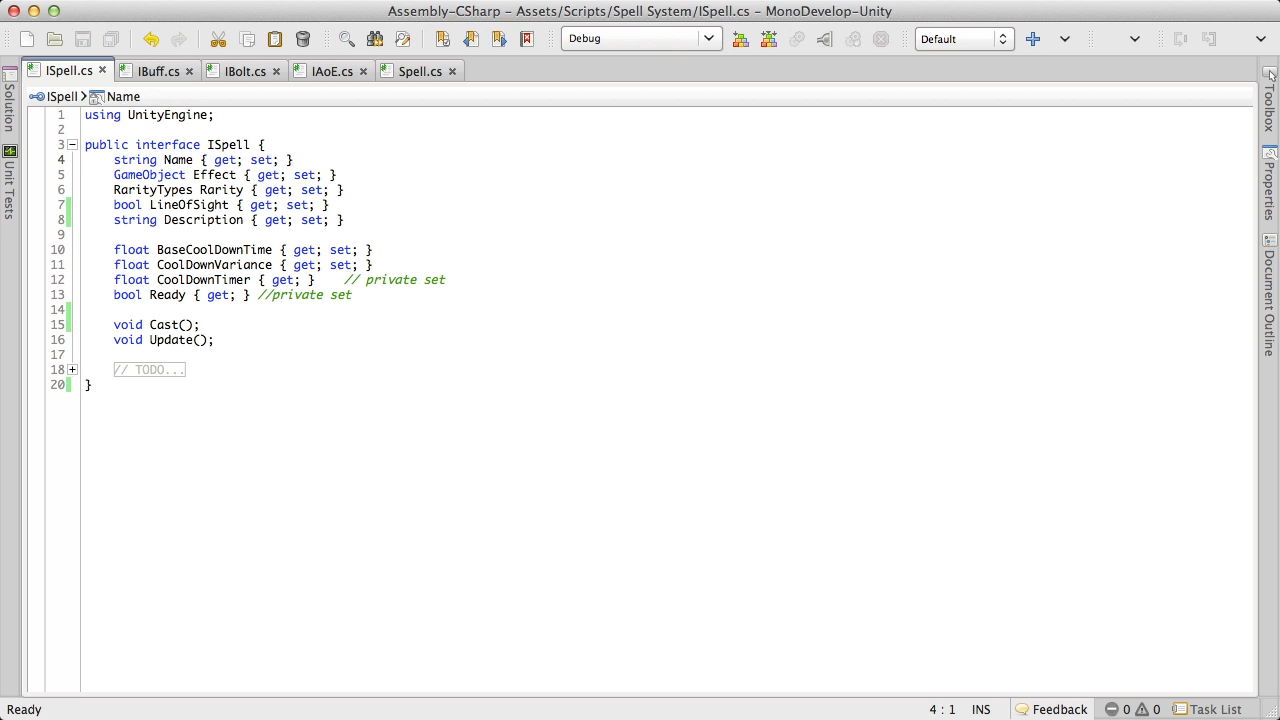 Assembly-CSharp – Assets/Scripts/Spell System/ISpell.cs – MonoDevelop-Unity
Debug
Default
ISpell.cs
IBuff.cs
IBolt.cs
IAoE.cs
Spell.cs
ISpell
Name
Solution
Unit Tests
Toolbox
Properties
Document Outline
1 using UnityEngine;
2
3 public interface ISpell {
4 string Name { get; set; }
5 GameObject Effect { get; set; }
6 RarityTypes Rarity { get; set; }
7 bool LineOfSight { get; set; }
8 string Description { get; set; }
9
10 float BaseCoolDownTime { get; set; }
11 float CoolDownVariance { get; set; }
12 float CoolDownTimer { get; } // private set
13 bool Ready { get; } //private set
14
15 void Cast();
16 void Update();
17
18 // TODO...
20 }
Ready
4 : 1 INS Feedback 0 0 Task List